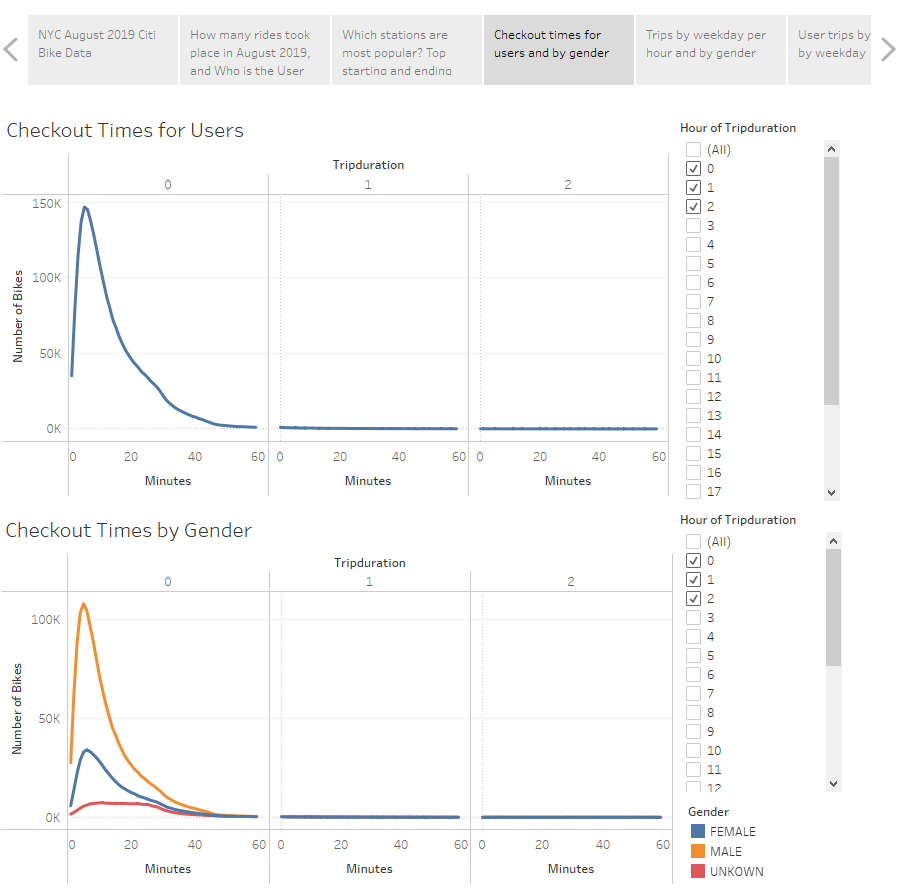 NYC August 2019 Citi
Bike Data
How many rides took
place in August 2019,
and Who is the User
Which stations are
most popular? Top
starting and ending
Checkout times for
users and by gender
Trips by weekday per
hour and by gender
User trips by
by weekday
Checkout Times for Users
Tripduration
0 1 2
150K
100K
50K
0K
Number of Bikes
0 20 40 60 0 20 40 60 0 20 40 60
Minutes Minutes Minutes
Hour of Tripduration
(All)
0
1
2
3
4
5
6
7
8
9
10
11
12
13
14
15
16
17
Checkout Times by Gender
Tripduration
0 1 2
100K
50K
0K
Number of Bikes
0 20 40 60 0 20 40 60 0 20 40 60
Minutes Minutes Minutes
Hour of Tripduration
(All)
0
1
2
3
4
5
6
7
8
9
10
11
12
Gender
FEMALE
MALE
UNKOWN